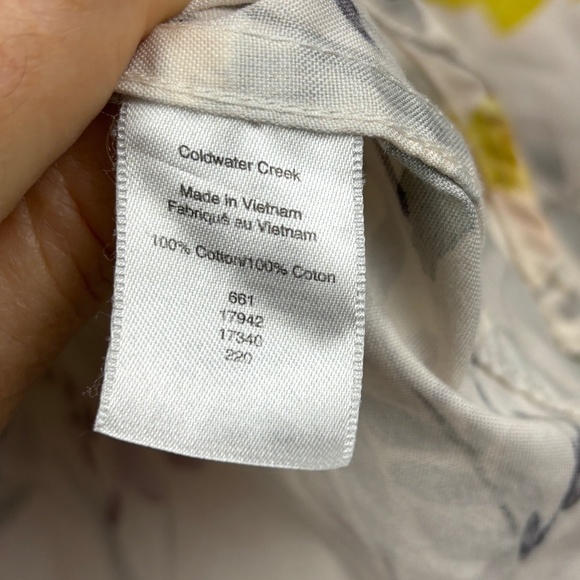 Coldwater Creek
Made in Vietnam
Fabriqué au Vietnam
100% Cotton/100% Coton
661
17942
17340
220